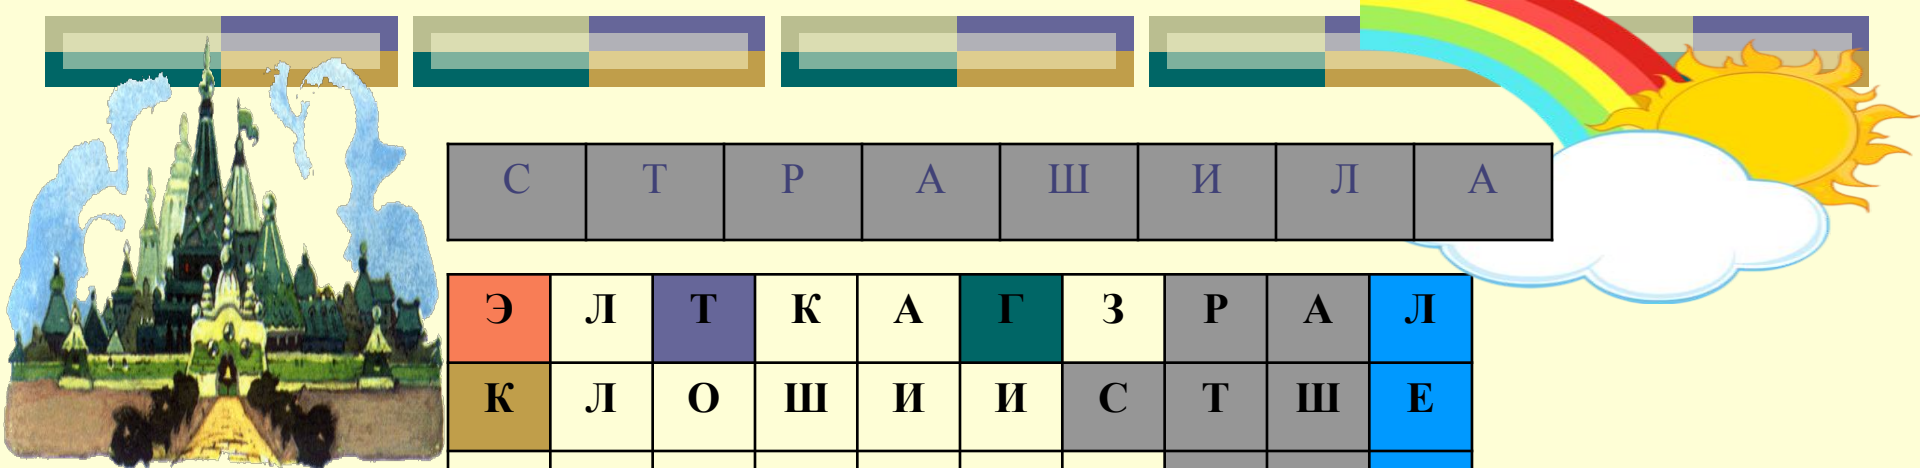 С Т Р А Ш И Л А
Э Л Т К А Г З Р А Л
К Л О Ш И И С Т Ш Е